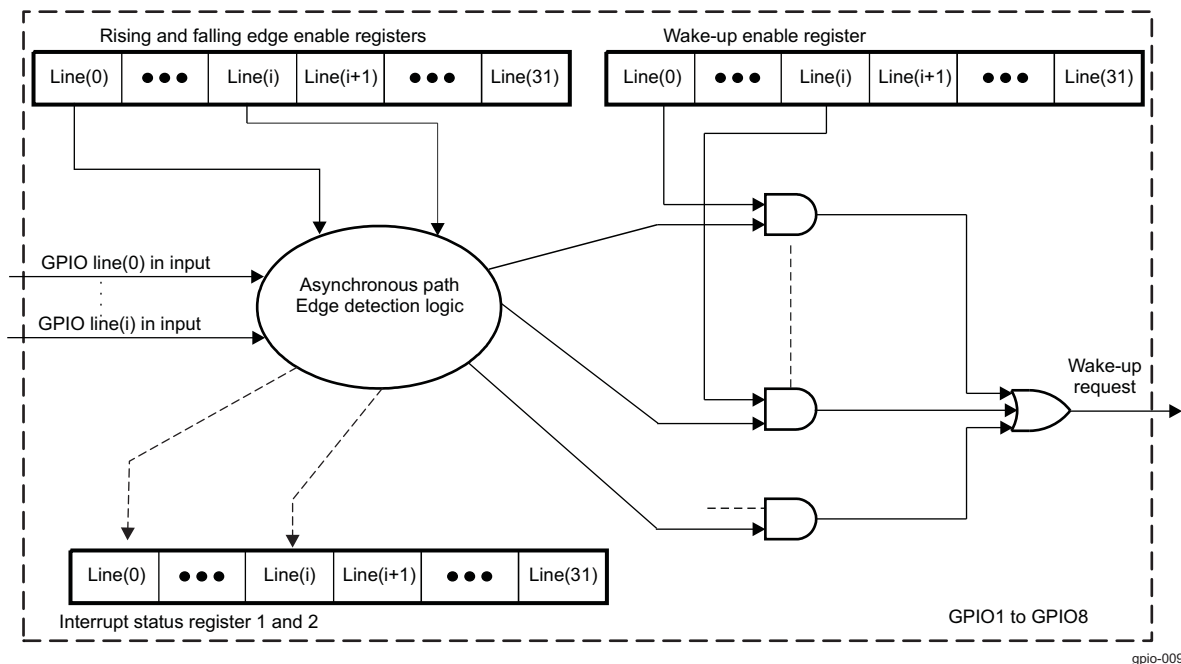 Rising and falling edge enable registers
Line(0) ●●● Line(i) Line(i+1) ●●● Line(31)
Wake-up enable register
Line(0) ●●● Line(i) Line(i+1) ●●● Line(31)
GPIO line(0) in input
GPIO line(i) in input
Asynchronous path
Edge detection logic
Wake-up
request
Line(0) ●●● Line(i) Line(i+1) ●●● Line(31)
Interrupt status register 1 and 2
GPIO1 to GPIO8
gpio-009